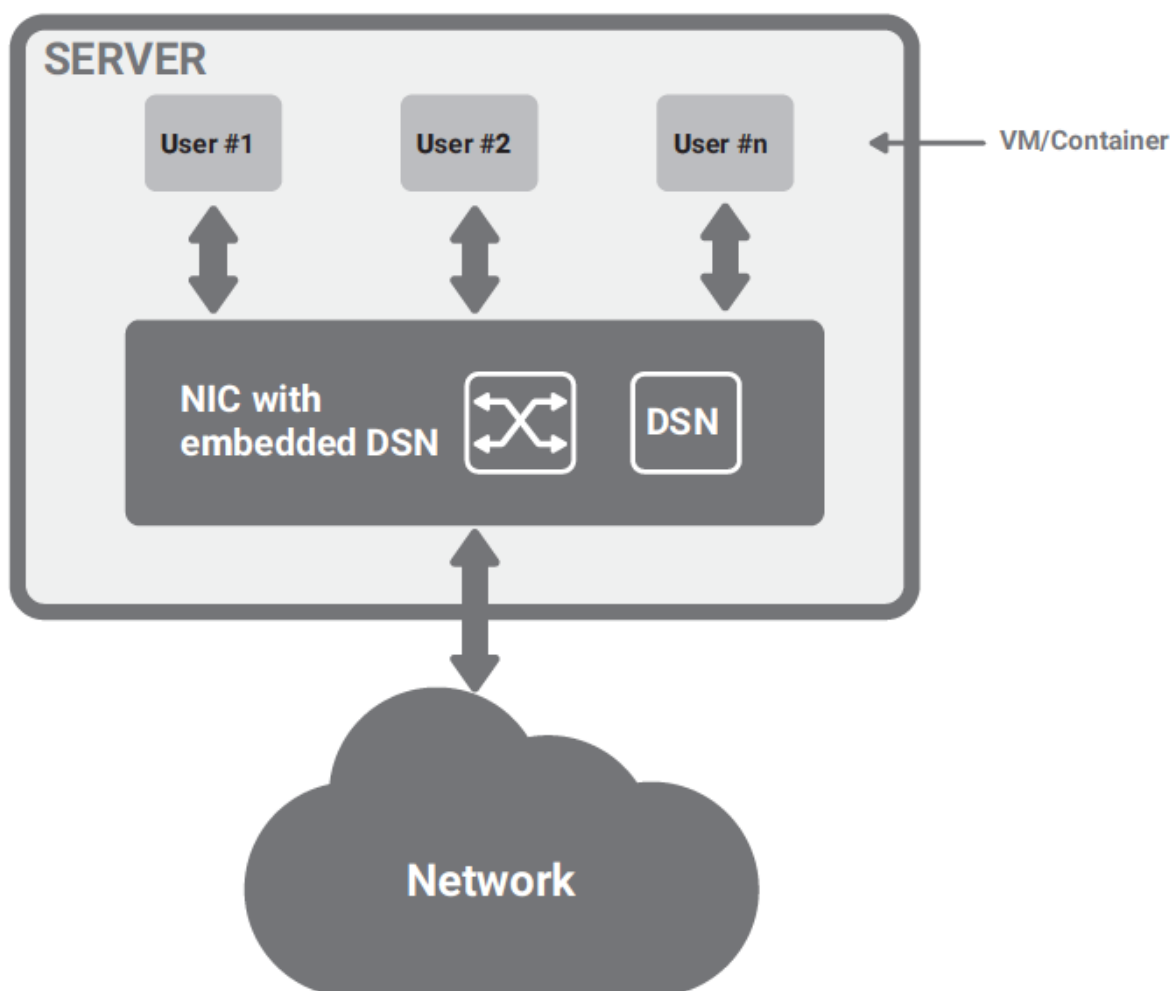 SERVER
User #1
User #2
User #n
VM/Container
NIC with
embedded DSN
DSN
Network